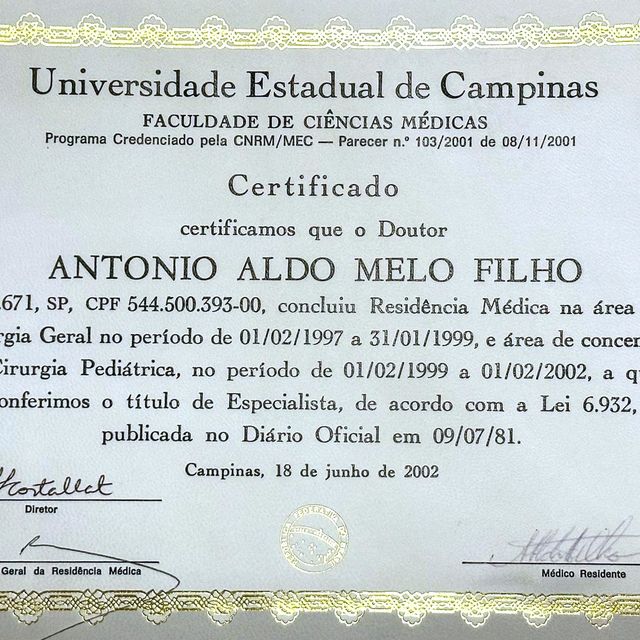 Universidade Estadual de Campinas
FACULDADE DE CIÊNCIAS MÉDICAS
Programa Credenciado pela CNRM/MEC — Parecer n.º 103/2001 de 08/11/2001
Certificado
certificamos que o Doutor
ANTONIO ALDO MELO FILHO
.671, SP, CPF 544.500.393-00, concluiu Residência Médica na área
rgia Geral no período de 01/02/1997 a 31/01/1999, e área de concen
Cirurgia Pediátrica, no período de 01/02/1999 a 01/02/2002, a qu
onferimos o título de Especialista, de acordo com a Lei 6.932,
publicada no Diário Oficial em 09/07/81.
Campinas, 18 de junho de 2002
Diretor
Geral da Residência Médica
Médico Residente